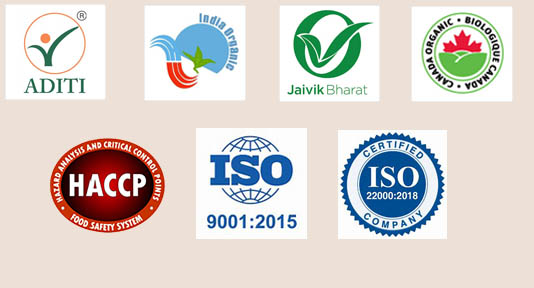 ADITI
®
India Organic
Jaivik Bharat
CANADA ORGANIC • BIOLOGIQUE CANADA •
HAZARD ANALYSIS AND CRITICAL CONTROL POINTS
HACCP
• FOOD SAFETY SYSTEM •
ISO
9001:2015
CERTIFIED
ISO
22000:2018
COMPANY